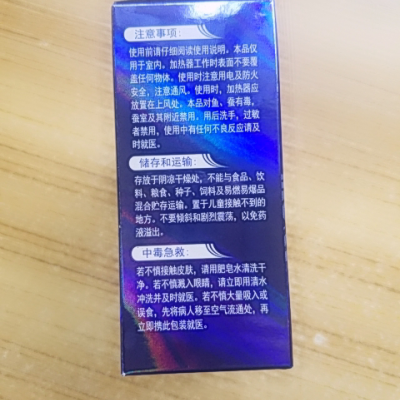 注意事项:
使用前请仔细阅读使用说明。本品仅
用于室内。加热器工作时表面不要覆
盖任何物体。使用时注意用电及防火
安全，注意通风。使用时，加热器应
放置在上风处。本品对鱼、蚕有毒，
蚕室及其附近禁用。用后洗手，过敏
者禁用，使用中有任何不良反应请及
时就医。
储存和运输:
存放于阴凉干燥处，不能与食品、饮
料、粮食、种子、饲料及易燃易爆品
混合贮存运输。置于儿童接触不到的
地方。不要倾斜和剧烈震荡，以免药
液溢出。
中毒急救:
若不慎接触皮肤，请用肥皂水清洗干
净。若不慎溅入眼睛，请立即用清水
冲洗并及时就医。若不慎大量吸入或
误食，先将病人移至空气流通处，再
立即携此包装就医。